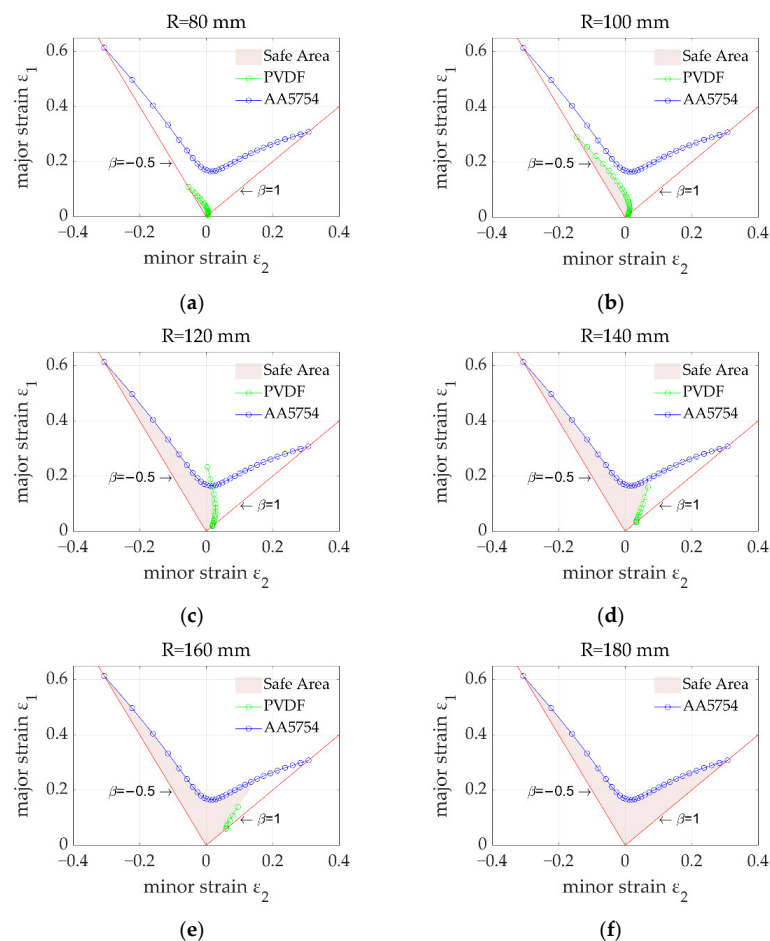 R=80 mm
0.6
0.4
0.2
0
−0.4
−0.2
0
0.2
0.4
major strain ε1
minor strain ε2
Safe Area
PVDF
AA5754
β=−0.5 →
← β=1
(a)
R=100 mm
0.6
0.4
0.2
0
−0.4
−0.2
0
0.2
0.4
major strain ε1
minor strain ε2
Safe Area
PVDF
AA5754
β=−0.5 →
← β=1
(b)
R=120 mm
0.6
0.4
0.2
0
−0.4
−0.2
0
0.2
0.4
major strain ε1
minor strain ε2
Safe Area
PVDF
AA5754
β=−0.5 →
← β=1
(c)
R=140 mm
0.6
0.4
0.2
0
−0.4
−0.2
0
0.2
0.4
major strain ε1
minor strain ε2
Safe Area
PVDF
AA5754
β=−0.5 →
← β=1
(d)
R=160 mm
0.6
0.4
0.2
0
−0.4
−0.2
0
0.2
0.4
major strain ε1
minor strain ε2
Safe Area
PVDF
AA5754
β=−0.5 →
← β=1
(e)
R=180 mm
0.6
0.4
0.2
0
−0.4
−0.2
0
0.2
0.4
major strain ε1
minor strain ε2
Safe Area
AA5754
β=−0.5 →
← β=1
(f)